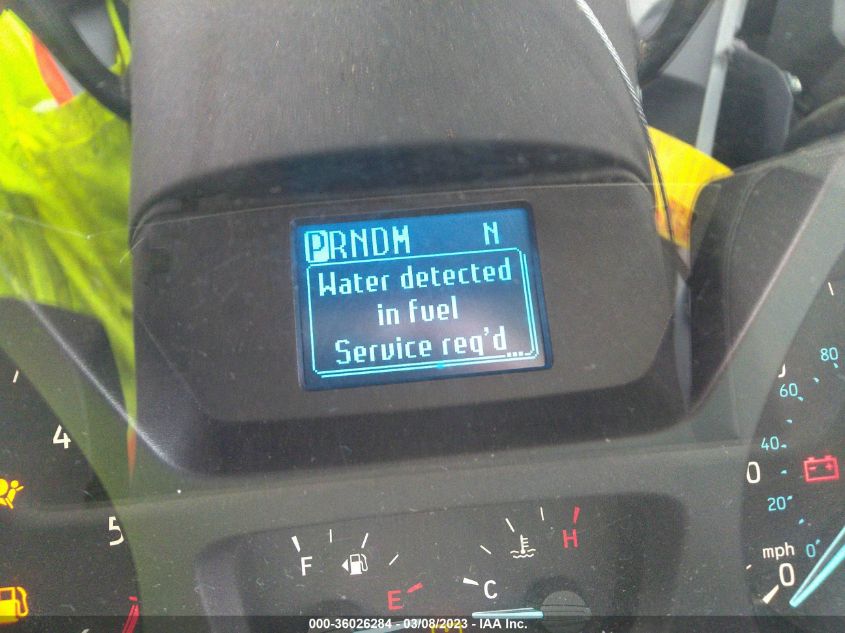 PRNDM N
Water detected
in fuel
Service req'd...
4
5
F
E
C
H
80
60
40
20
0
0
mph
0
000-36026284 - 03/08/2023 - IAA Inc.